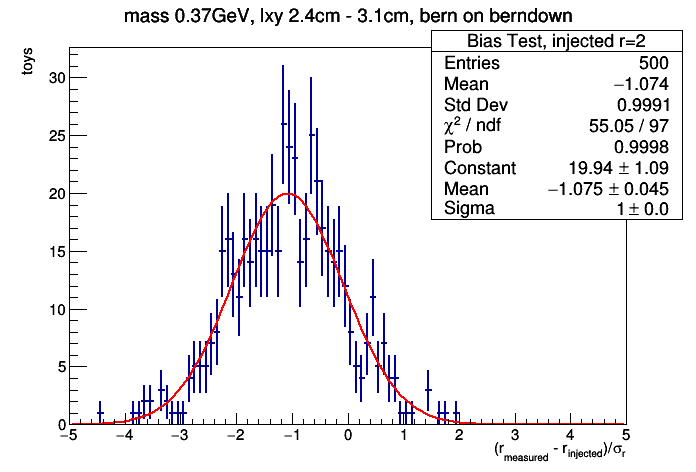 mass 0.37GeV, lxy 2.4cm - 3.1cm, bern on berndown
Bias Test, injected r=2
Entries 500
Mean −1.074
Std Dev 0.9991
χ² / ndf 55.05 / 97
Prob 0.9998
Constant 19.94 ± 1.09
Mean −1.075 ± 0.045
Sigma 1 ± 0.0
toys
30
25
20
15
10
5
0
−5 −4 −3 −2 −1 0 1 2 3 4 5
(r_measured - r_injected)/σ_r